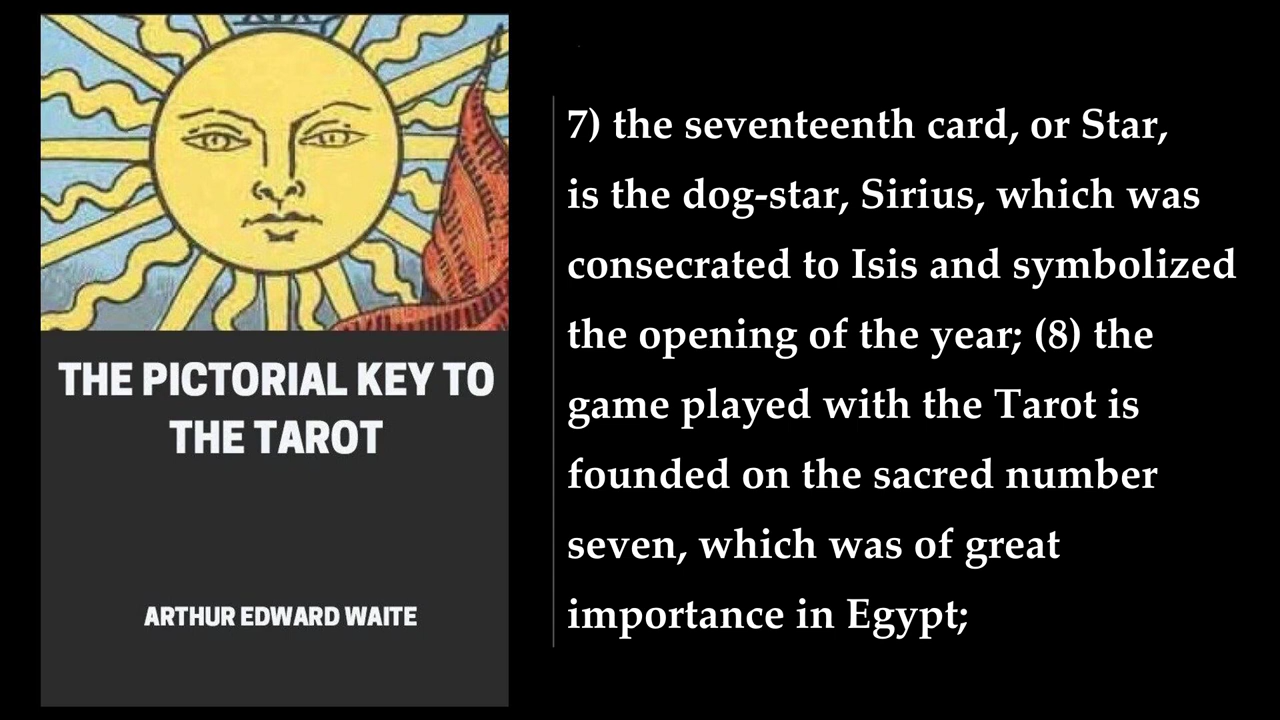 XIX
THE PICTORIAL KEY TO
THE TAROT
ARTHUR EDWARD WAITE
7) the seventeenth card, or Star,
is the dog-star, Sirius, which was
consecrated to Isis and symbolized
the opening of the year; (8) the
game played with the Tarot is
founded on the sacred number
seven, which was of great
importance in Egypt;